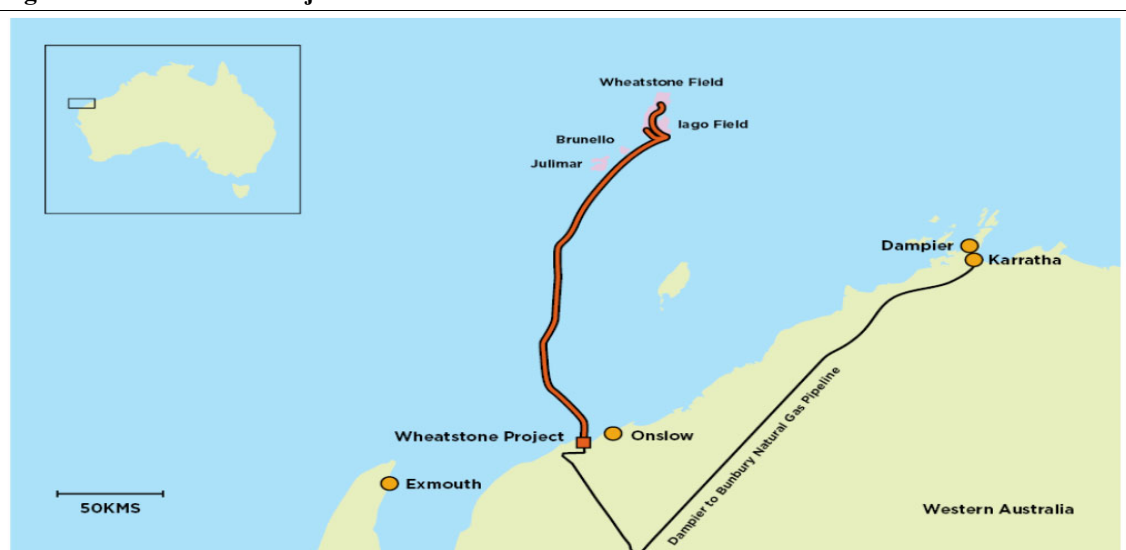 Wheatstone Field
Iago Field
Brunello
Julimar
Dampier
Karratha
Dampier to Bunbury Natural Gas Pipeline
Wheatstone Project
Onslow
Exmouth
50KMS
Western Australia